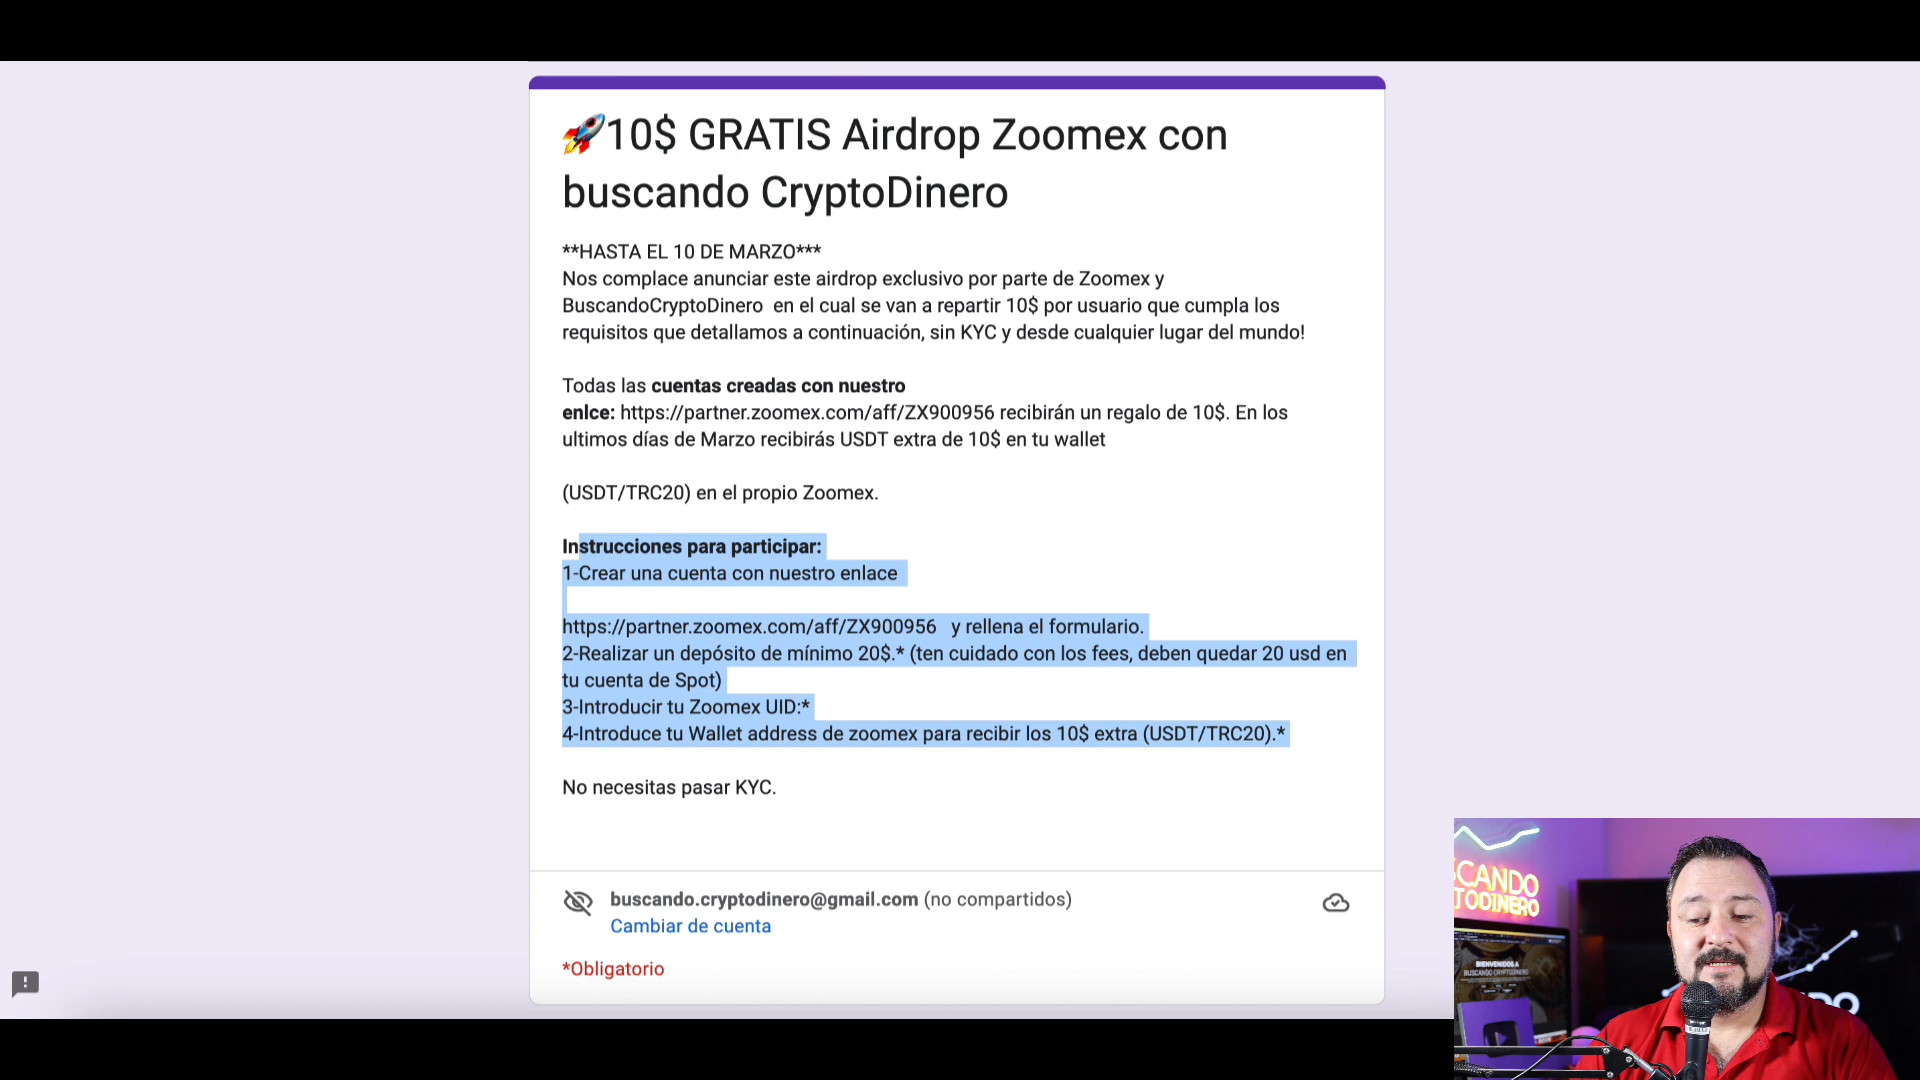 🚀10$ GRATIS Airdrop Zoomex con
buscando CryptoDinero
**HASTA EL 10 DE MARZO***
Nos complace anunciar este airdrop exclusivo por parte de Zoomex y
BuscandoCryptoDinero en el cual se van a repartir 10$ por usuario que cumpla los
requisitos que detallamos a continuación, sin KYC y desde cualquier lugar del mundo!
Todas las cuentas creadas con nuestro
enlce: https://partner.zoomex.com/aff/ZX900956 recibirán un regalo de 10$. En los
ultimos días de Marzo recibirás USDT extra de 10$ en tu wallet
(USDT/TRC20) en el propio Zoomex.
Instrucciones para participar:
1-Crear una cuenta con nuestro enlace
https://partner.zoomex.com/aff/ZX900956 y rellena el formulario.
2-Realizar un depósito de mínimo 20$.* (ten cuidado con los fees, deben quedar 20 usd en
tu cuenta de Spot)
3-Introducir tu Zoomex UID:*
4-Introduce tu Wallet address de zoomex para recibir los 10$ extra (USDT/TRC20).*
No necesitas pasar KYC.
buscando.cryptodinero@gmail.com (no compartidos)
Cambiar de cuenta
*Obligatorio
SCANDO
TODINERO
BIENVENIDOS A
BUSCANDO CRYPTODINERO